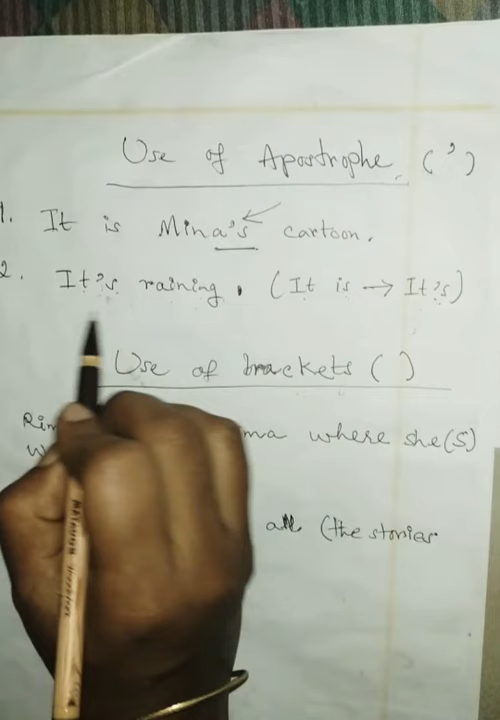 Use of Apostrophe. (')
1. It is Mina's cartoon.
2. It's raining. (It is → It's)
Use of brackets ( )
Rim ma where she(S)
W
all (the stories